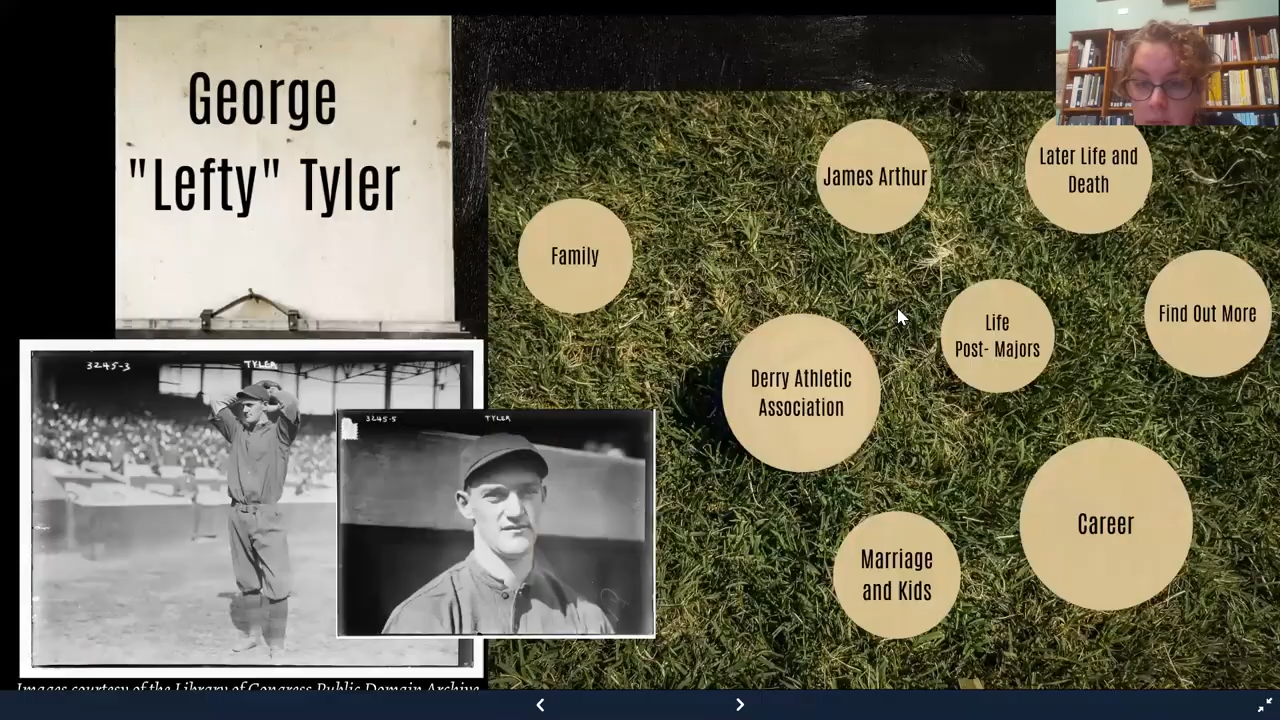 George
"Lefty" Tyler
3245-3
TYLER
3245-5
TYLER
Images courtesy of the Library of Congress Public Domain Archive
Family
James Arthur
Later Life and
Death
Derry Athletic
Association
Life
Post- Majors
Find Out More
Marriage
and Kids
Career